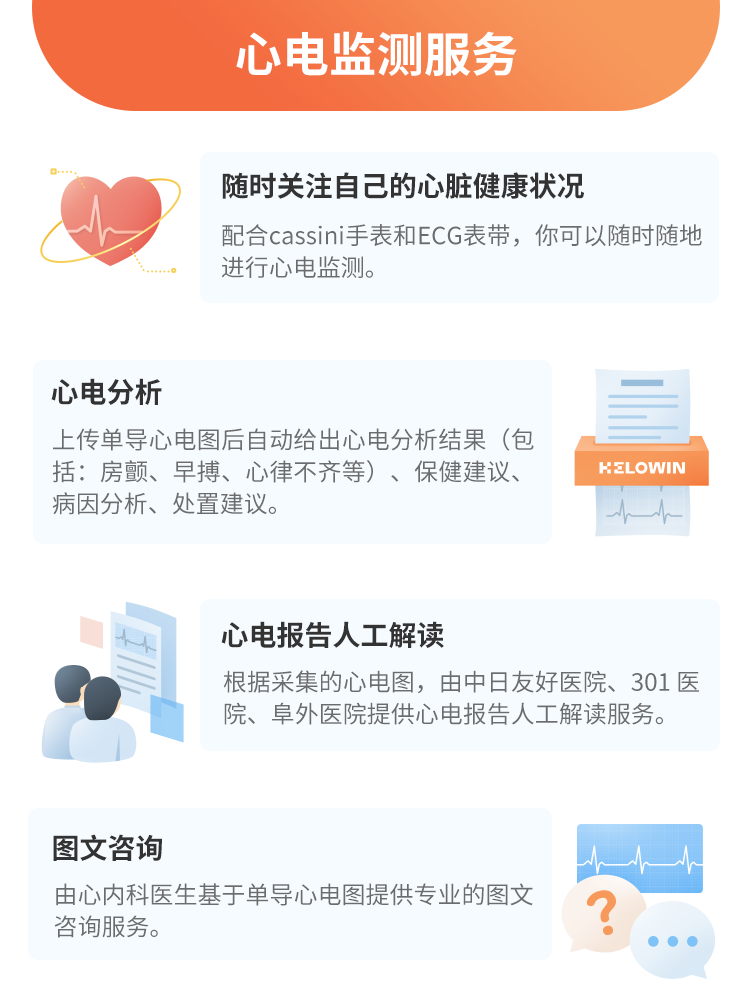 心电监测服务
随时关注自己的心脏健康状况
配合cassini手表和ECG表带，你可以随时随地
进行心电监测。
心电分析
上传单导心电图后自动给出心电分析结果（包
括：房颤、早搏、心律不齐等）、保健建议、
病因分析、处置建议。
HELOWIN
心电报告人工解读
根据采集的心电图，由中日友好医院、301 医
院、阜外医院提供心电报告人工解读服务。
图文咨询
由心内科医生基于单导心电图提供专业的图文
咨询服务。